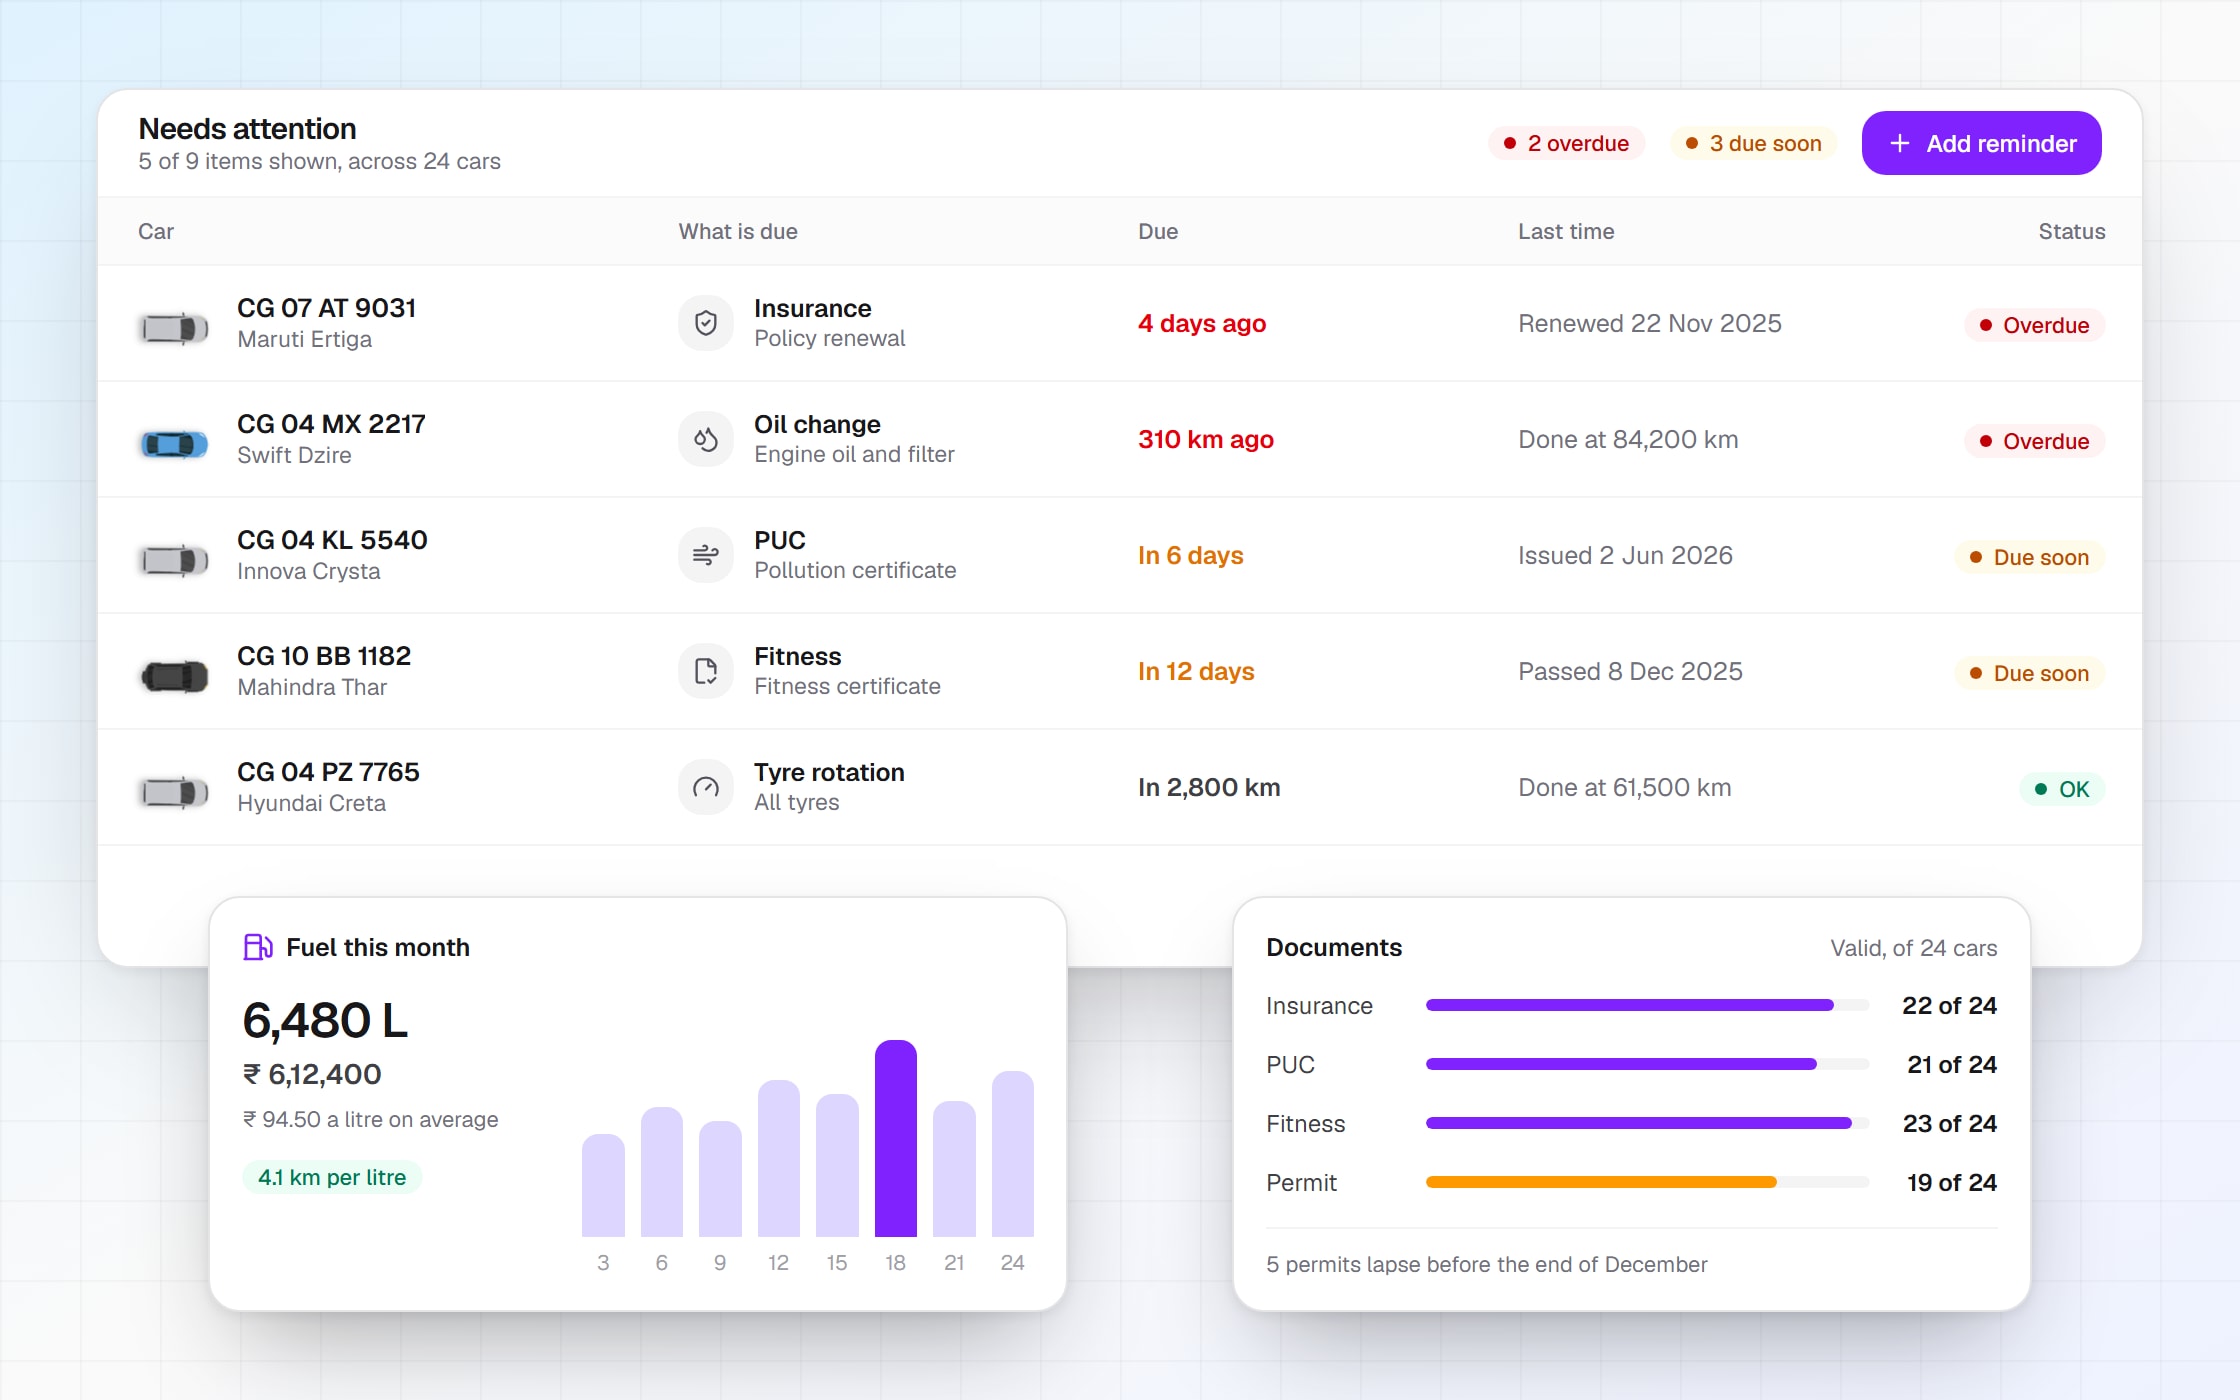 Needs attention
5 of 9 items shown, across 24 cars
2 overdue
3 due soon
Add reminder
Car What is due Due Last time Status
CG 07 AT 9031
Maruti Ertiga
Insurance
Policy renewal
4 days ago
Renewed 22 Nov 2025
Overdue
CG 04 MX 2217
Swift Dzire
Oil change
Engine oil and filter
310 km ago
Done at 84,200 km
Overdue
CG 04 KL 5540
Innova Crysta
PUC
Pollution certificate
In 6 days
Issued 2 Jun 2026
Due soon
CG 10 BB 1182
Mahindra Thar
Fitness
Fitness certificate
In 12 days
Passed 8 Dec 2025
Due soon
CG 04 PZ 7765
Hyundai Creta
Tyre rotation
All tyres
In 2,800 km
Done at 61,500 km
OK
Fuel this month
6,480 L
₹ 6,12,400
₹ 94.50 a litre on average
4.1 km per litre
3 6 9 12 15 18 21 24
Documents
Valid, of 24 cars
Insurance 22 of 24
PUC 21 of 24
Fitness 23 of 24
Permit 19 of 24
5 permits lapse before the end of December